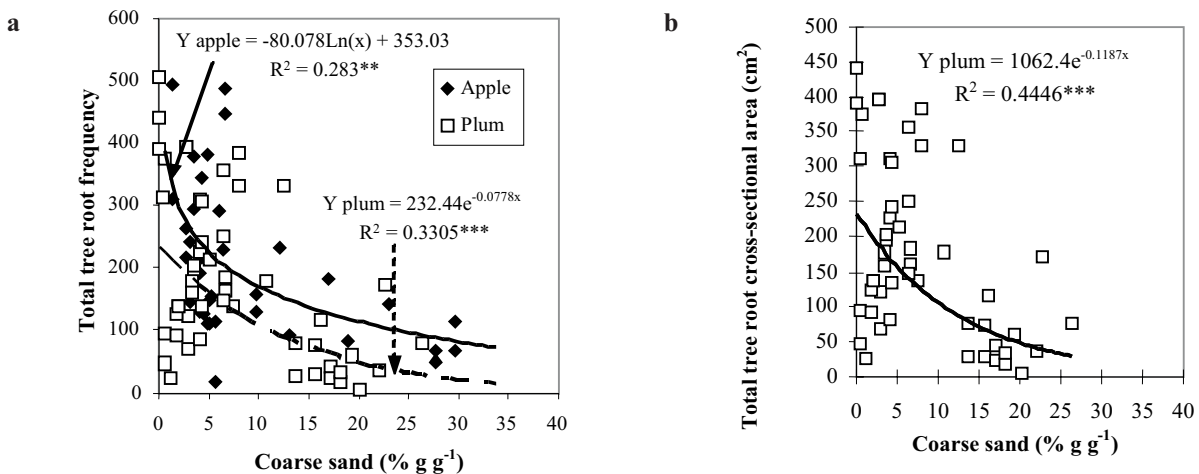 a
Total tree root frequency
600
500
400
300
200
100
0
Y apple = -80.078Ln(x) + 353.03
R² = 0.283**
Apple
Plum
Y plum = 232.44e^-0.0778x
R² = 0.3305***
0 5 10 15 20 25 30 35 40
Coarse sand (% g g⁻¹)
b
Total tree root cross-sectional area (cm²)
500
450
400
350
300
250
200
150
100
50
0
Y plum = 1062.4e^-0.1187x
R² = 0.4446***
0 5 10 15 20 25 30 35 40
Coarse sand (% g g⁻¹)